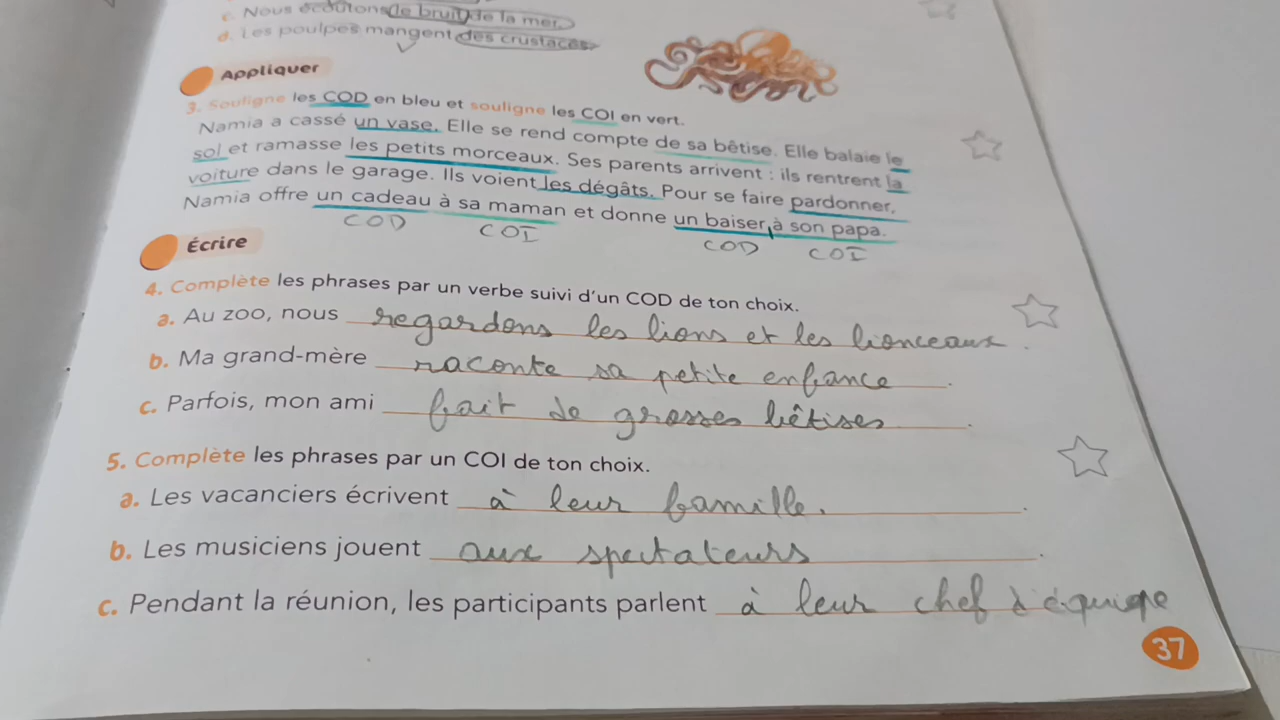 c. Nous écoutons le bruit de la mer.
d. Les poulpes mangent des crustacés
Appliquer
3. Souligne les COD en bleu et souligne les COI en vert.
Namia a cassé un vase. Elle se rend compte de sa bêtise. Elle balaie le
sol et ramasse les petits morceaux. Ses parents arrivent : ils rentrent la
voiture dans le garage. Ils voient les dégâts. Pour se faire pardonner,
Namia offre un cadeau à sa maman et donne un baiser à son papa.
COD COI COD COI
Écrire
4. Complète les phrases par un verbe suivi d'un COD de ton choix.
a. Au zoo, nous regardons les lions et les lionceaux.
b. Ma grand-mère raconte sa petite enfance.
c. Parfois, mon ami fait de grosses bêtises.
5. Complète les phrases par un COI de ton choix.
a. Les vacanciers écrivent à leur famille. .
b. Les musiciens jouent aux spectateurs.
c. Pendant la réunion, les participants parlent à leur chef d'équipe
37